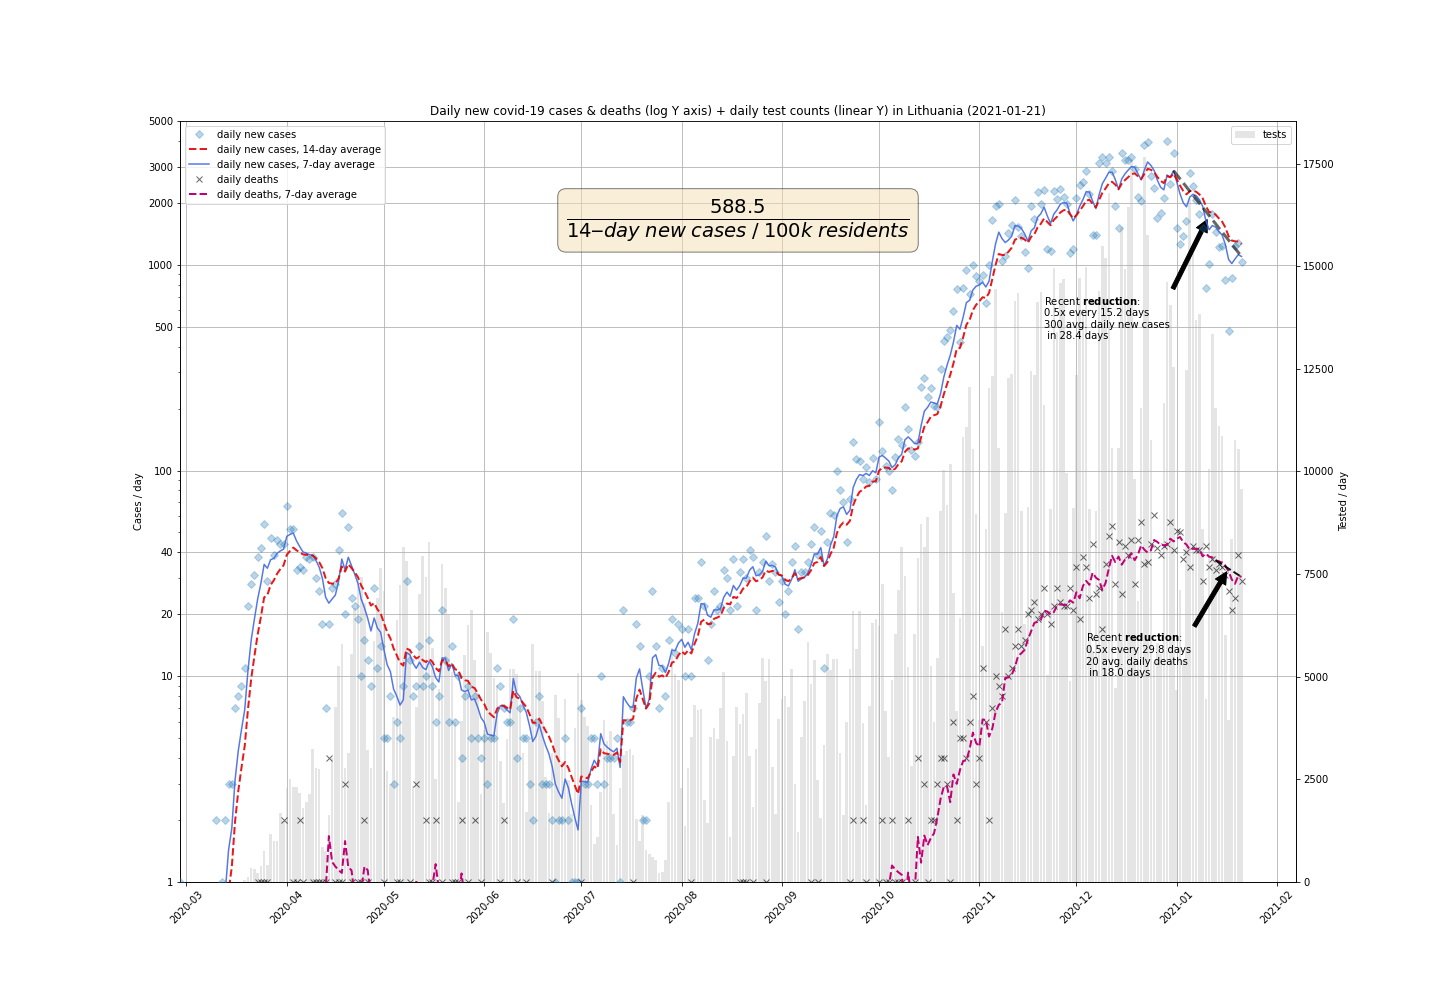 Daily new covid-19 cases & deaths (log Y axis) + daily test counts (linear Y) in Lithuania (2021-01-21)
daily new cases
daily new cases, 14-day average
daily new cases, 7-day average
daily deaths
daily deaths, 7-day average
tests
588.5
14−day new cases / 100k residents
Recent reduction:
0.5x every 15.2 days
300 avg. daily new cases
in 28.4 days
Recent reduction:
0.5x every 29.8 days
20 avg. daily deaths
in 18.0 days
Cases / day
5000
3000
2000
1000
500
100
40
20
10
1
Tested / day
17500
15000
12500
10000
7500
5000
2500
0
2020-03
2020-04
2020-05
2020-06
2020-07
2020-08
2020-09
2020-10
2020-11
2020-12
2021-01
2021-02